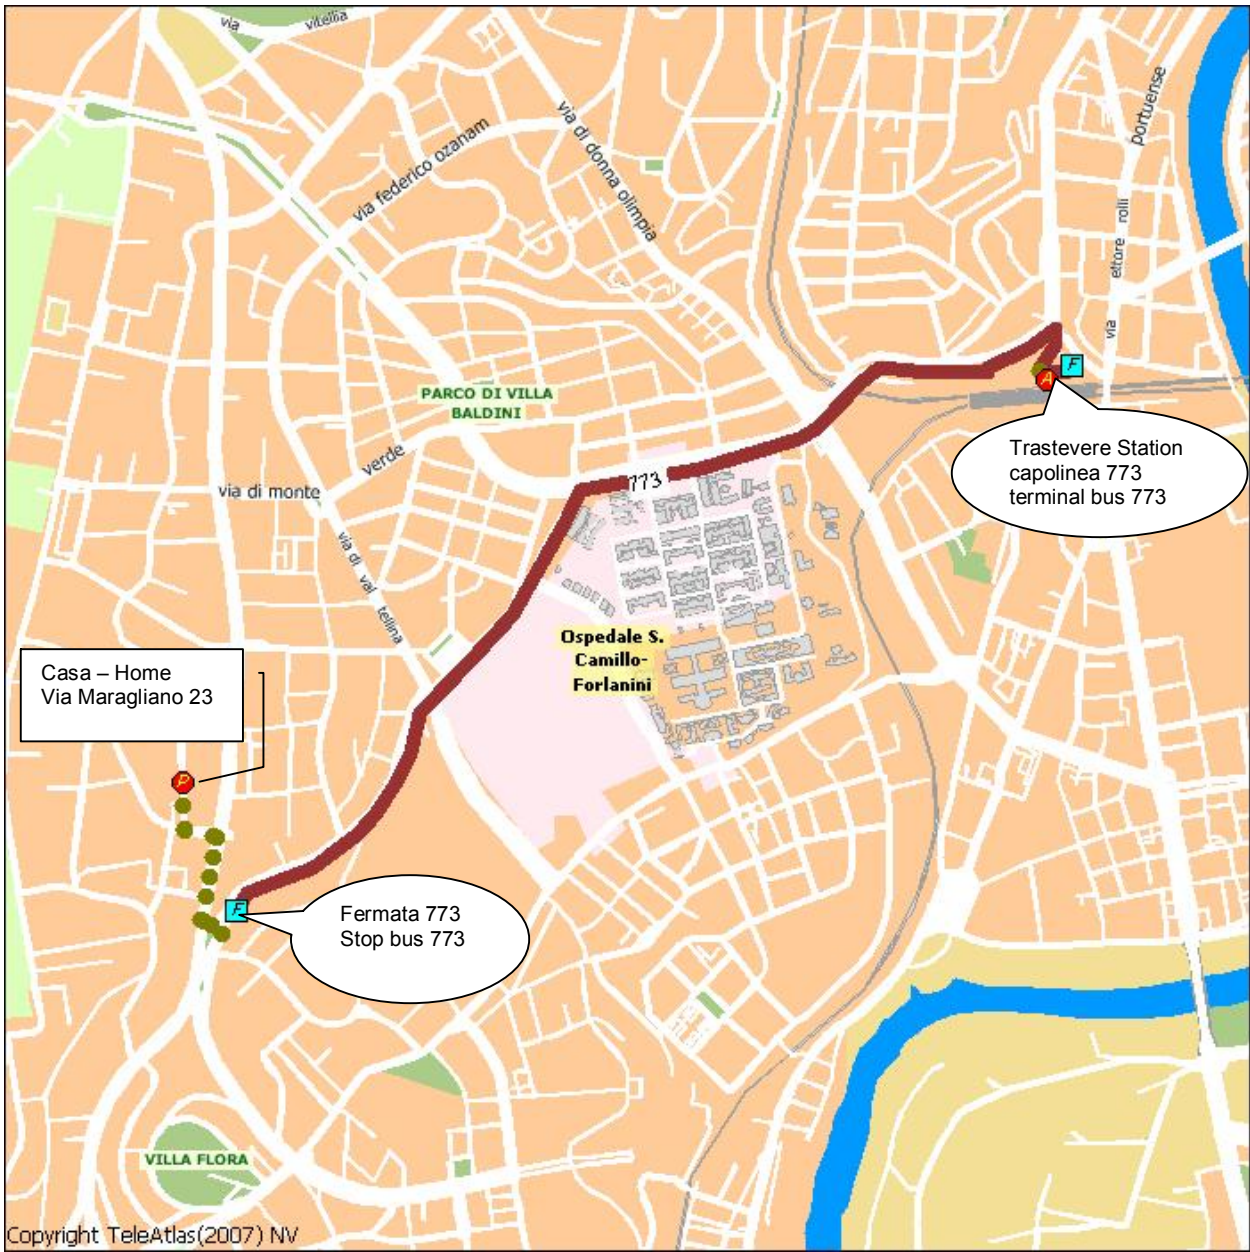 via
vitellia
via federico ozanam
via di donna olimpia
portuense
rolli
ettore
via
F
A
PARCO DI VILLA
BALDINI
Trastevere Station
capolinea 773
terminal bus 773
verde
via di monte
773
via di val tellina
Ospedale S.
Camillo-
Forlanini
Casa – Home
Via Maragliano 23
P
F
Fermata 773
Stop bus 773
VILLA FLORA
Copyright TeleAtlas(2007) NV